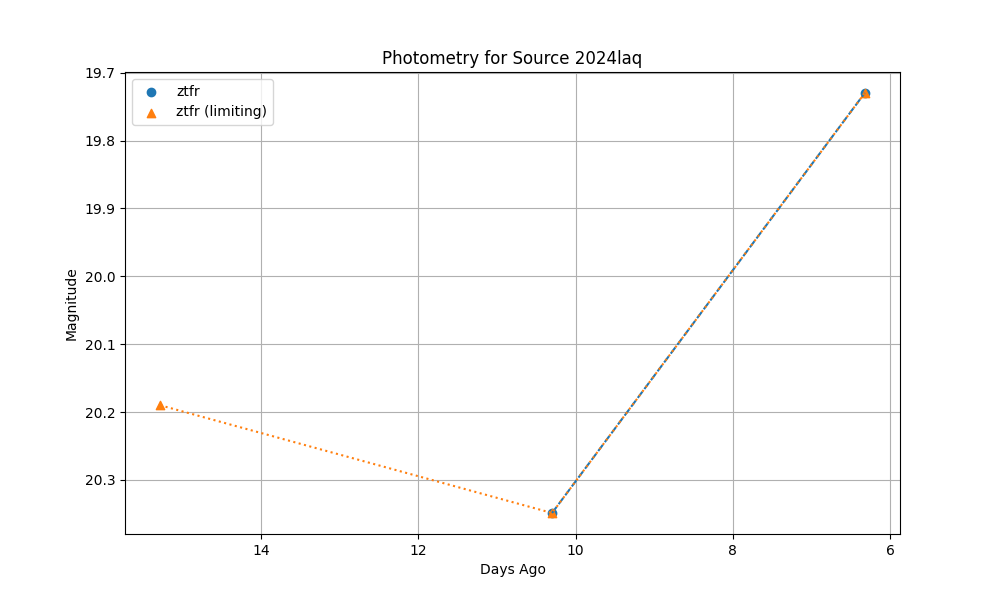 Photometry for Source 2024laq
ztfr
ztfr (limiting)
Magnitude
19.7
19.8
19.9
20.0
20.1
20.2
20.3
14 12 10 8 6
Days Ago